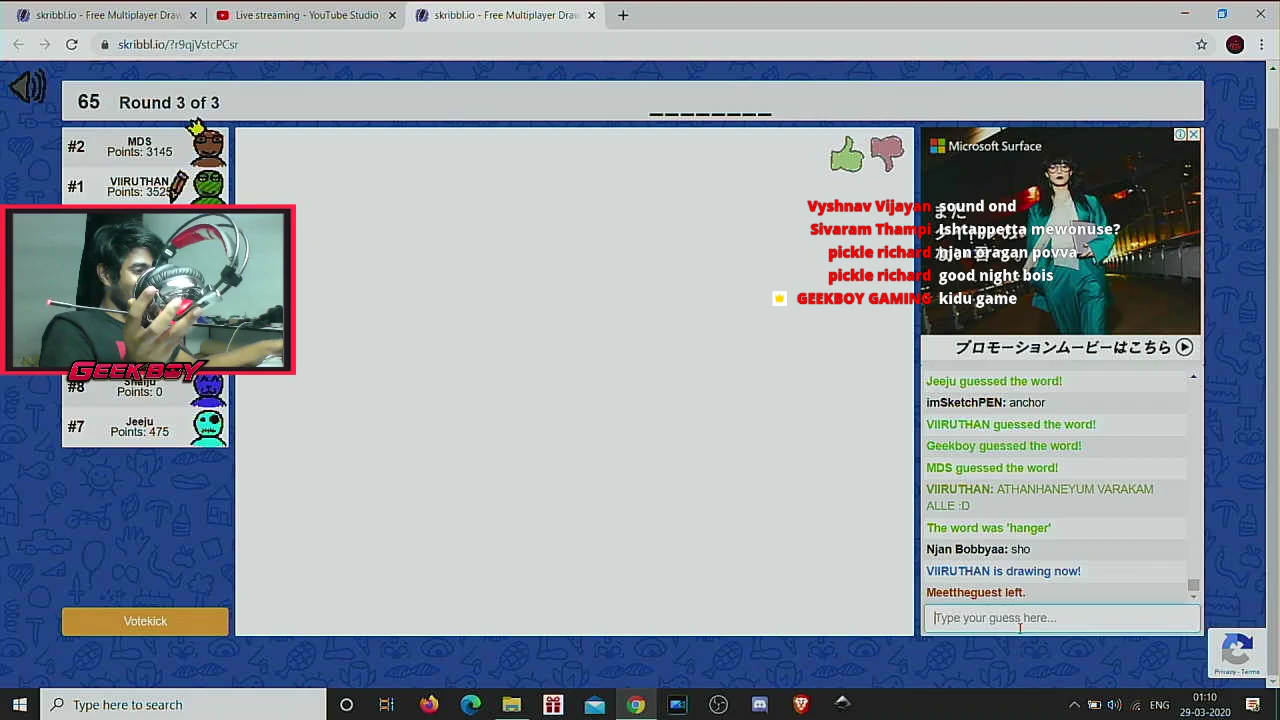 skribbl.io - Free Multiplayer Draw
Live streaming - YouTube Studio
skribbl.io - Free Multiplayer Draw
skribbl.io/?r9qjVstcPCsr
65 Round 3 of 3
________
#2 MDS
Points: 3145
#1 VIIRUTHAN
Points: 3525
GEEKBOY
#8 Shaiju
Points: 0
#7 Jeeju
Points: 475
Votekick
Microsoft Surface
Vyshnav Vijayan sound ond
Sivaram Thampi Ishtappetta mewonuse?
pickle richard njan oragan povva
pickle richard good night bois
GEEKBOY GAMING kidu game
プロモーションムービーはこちら
Jeeju guessed the word!
imSketchPEN: anchor
VIIRUTHAN guessed the word!
Geekboy guessed the word!
MDS guessed the word!
VIIRUTHAN: ATHANHANEYUM VARAKAM
ALLE :D
The word was 'hanger'
Njan Bobbyaa: sho
VIIRUTHAN is drawing now!
Meettheguest left.
Type your guess here...
Privacy - Terms
Type here to search
ENG
01:10
29-03-2020